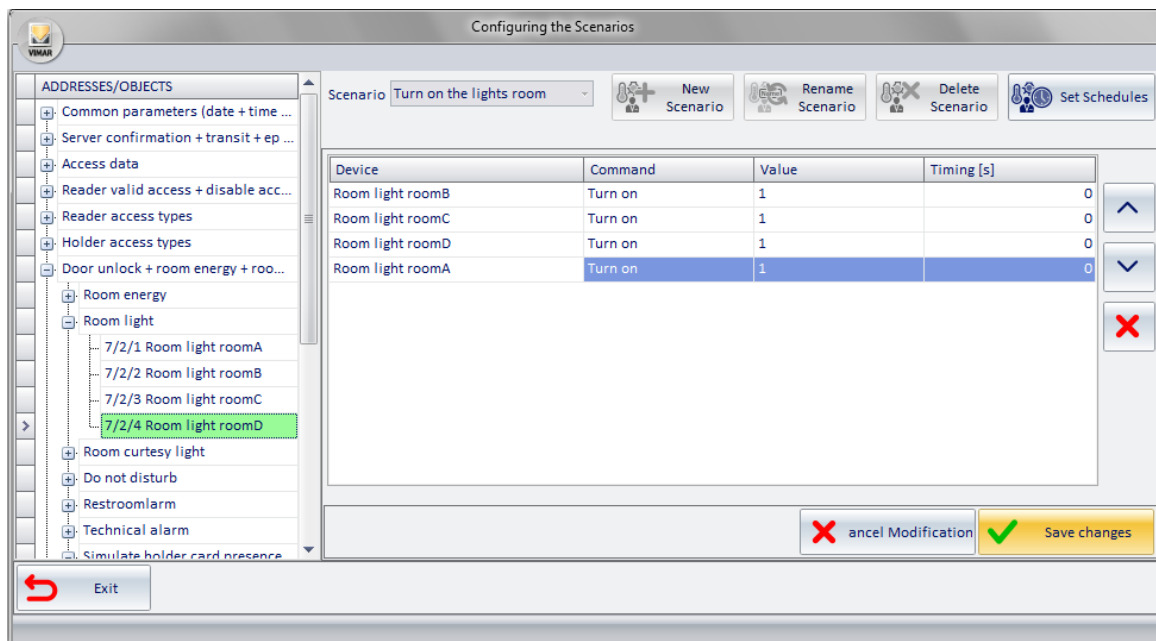 Configuring the Scenarios
VIMAR
ADDRESSES/OBJECTS
Common parameters (date + time ...
Server confirmation + transit + ep ...
Access data
Reader valid access + disable acc...
Reader access types
Holder access types
Door unlock + room energy + roo...
Room energy
Room light
7/2/1 Room light roomA
7/2/2 Room light roomB
7/2/3 Room light roomC
7/2/4 Room light roomD
Room curtesy light
Do not disturb
Restroomlarm
Technical alarm
Simulate holder card presence
Scenario Turn on the lights room
New
Scenario
Rename
Scenario
Delete
Scenario
Set Schedules
Device Command Value Timing [s]
Room light roomB Turn on 1 0
Room light roomC Turn on 1 0
Room light roomD Turn on 1 0
Room light roomA Turn on 1 0
ancel Modification
Save changes
Exit